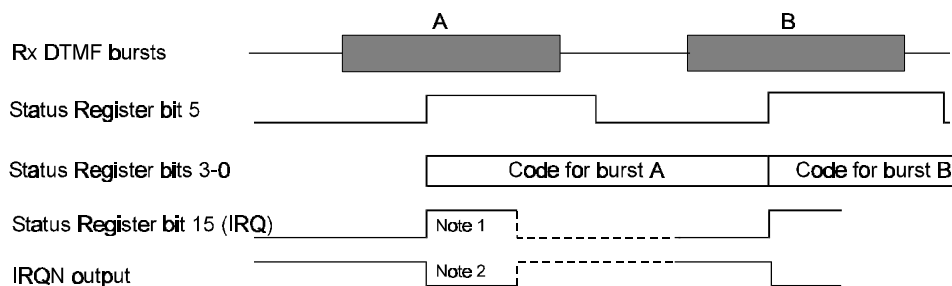 A B
Rx DTMF bursts
Status Register bit 5
Status Register bits 3-0 Code for burst A Code for burst B
Status Register bit 15 (IRQ) Note 1
IRQN output Note 2